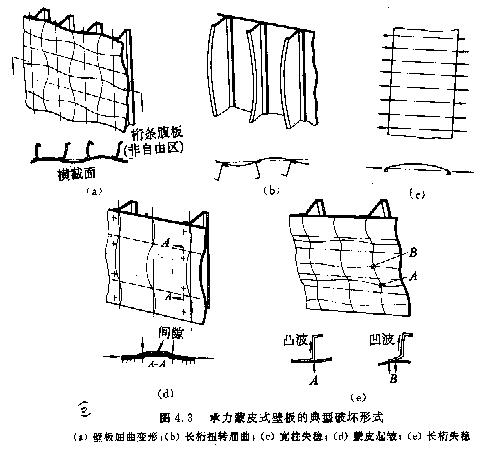 桁条腹板
(非自由区)
横截面
(a)
(b)
(c)
A
A
间隙
A-A
(d)
B
A
凸波
凹波
A
B
(e)
图 4.3 承力蒙皮式壁板的典型破坏形式
(a) 壁板屈曲变形;(b) 长桁扭转屈曲;(c) 宽柱失稳;(d) 蒙皮起皱;(e) 长桁失稳